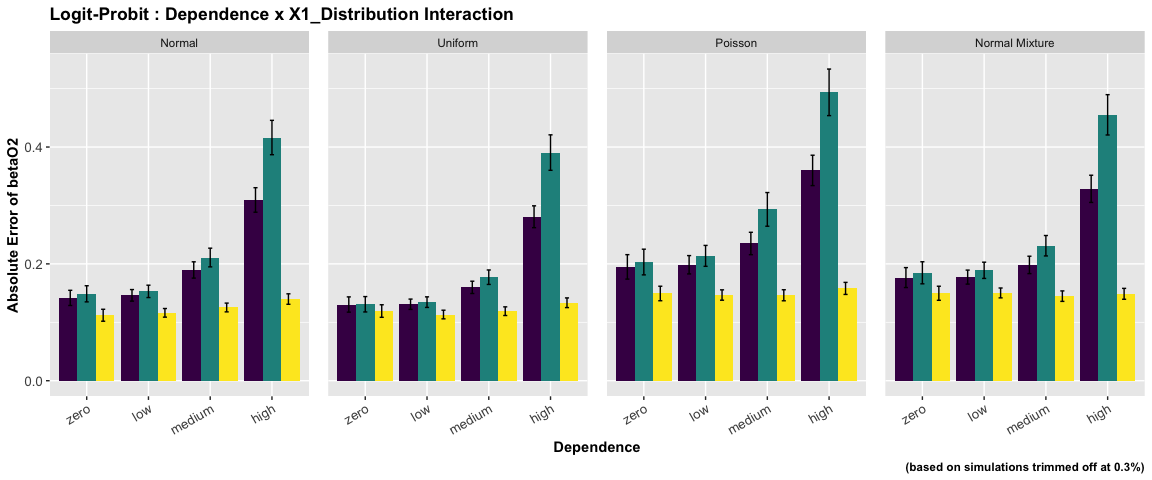 Logit-Probit : Dependence x X1_Distribution Interaction
Normal
Uniform
Poisson
Normal Mixture
Absolute Error of betaO2
0.4
0.2
0.0
zero low medium high
zero low medium high
zero low medium high
zero low medium high
Dependence
(based on simulations trimmed off at 0.3%)